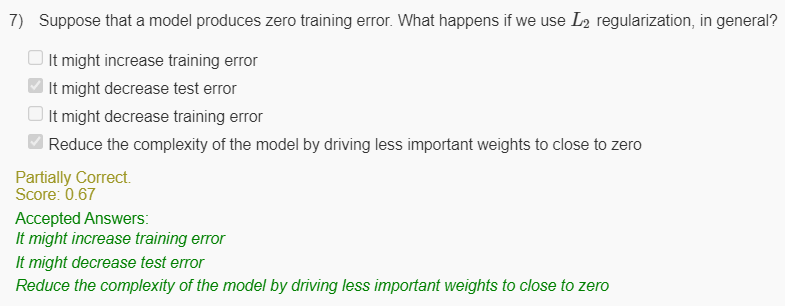 7) Suppose that a model produces zero training error. What happens if we use L₂ regularization, in general?
It might increase training error
It might decrease test error
It might decrease training error
Reduce the complexity of the model by driving less important weights to close to zero
Partially Correct.
Score: 0.67
Accepted Answers:
It might increase training error
It might decrease test error
Reduce the complexity of the model by driving less important weights to close to zero